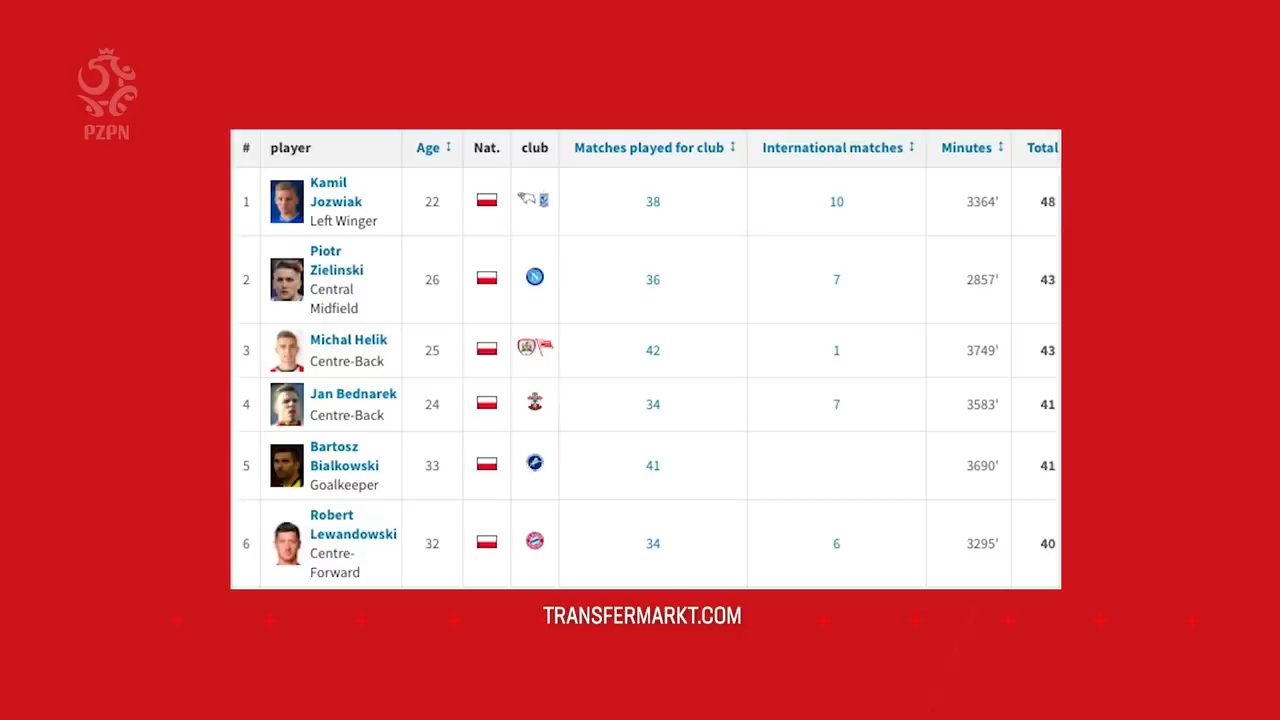 PZPN
# player Age Nat. club Matches played for club International matches Minutes Total
1 Kamil Jozwiak Left Winger 22 38 10 3364' 48
2 Piotr Zielinski Central Midfield 26 36 7 2857' 43
3 Michal Helik Centre-Back 25 42 1 3749' 43
4 Jan Bednarek Centre-Back 24 34 7 3583' 41
5 Bartosz Bialkowski Goalkeeper 33 41 3690' 41
6 Robert Lewandowski Centre-Forward 32 34 6 3295' 40
TRANSFERMARKT.COM